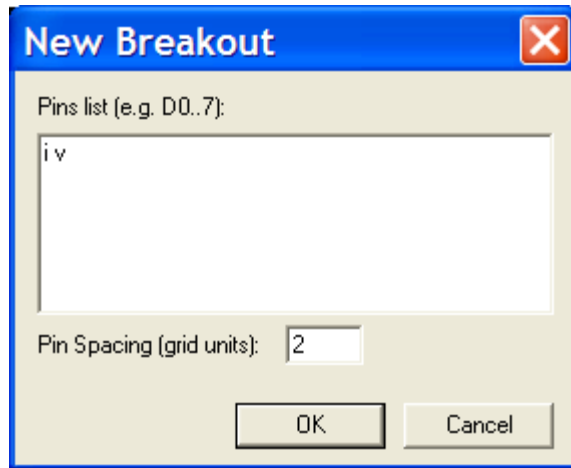 New Breakout
Pins list (e.g. D0..7):
i v
Pin Spacing (grid units): 2
OK Cancel